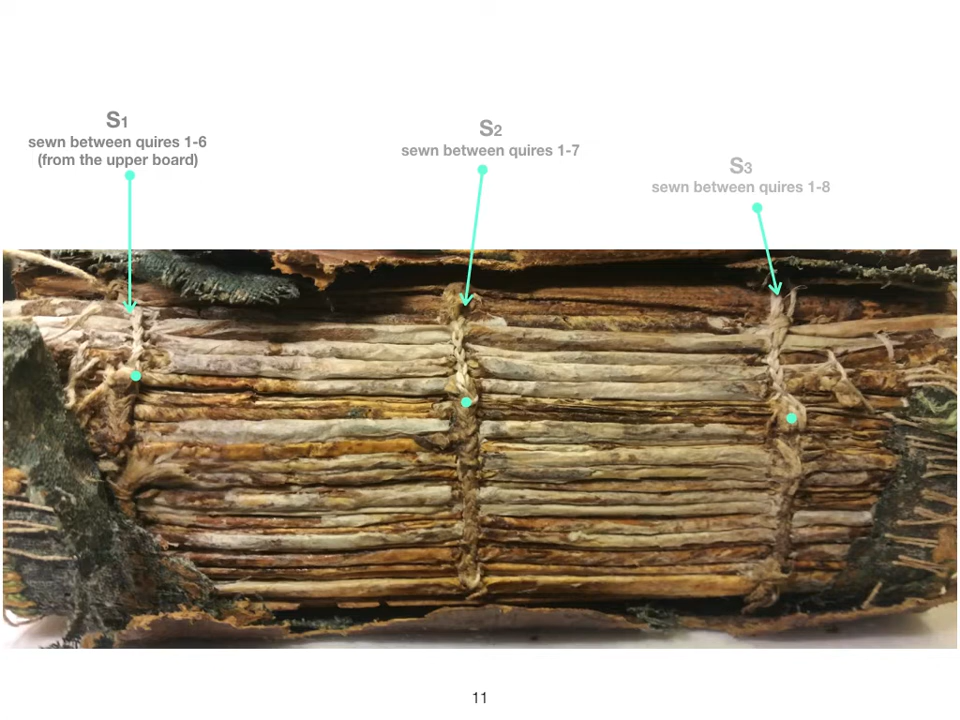 S1
sewn between quires 1-6
(from the upper board)
S2
sewn between quires 1-7
S3
sewn between quires 1-8
11